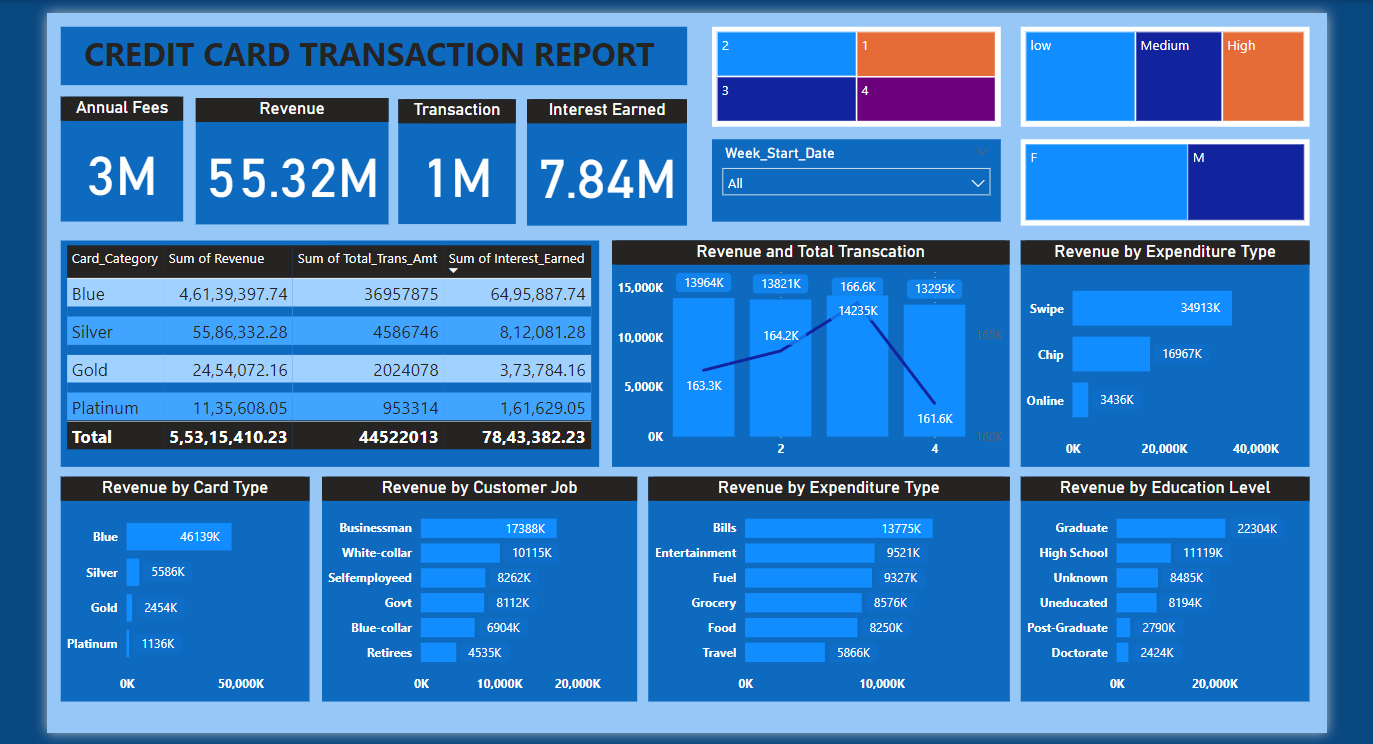 CREDIT CARD TRANSACTION REPORT
Annual Fees
3M
Revenue
55.32M
Transaction
1M
Interest Earned
7.84M
2
1
3
4
low
Medium
High
Week_Start_Date
All
F
M
Card_Category Sum of Revenue Sum of Total_Trans_Amt Sum of Interest_Earned
Blue 4,61,39,397.74 36957875 64,95,887.74
Silver 55,86,332.28 4586746 8,12,081.28
Gold 24,54,072.16 2024078 3,73,784.16
Platinum 11,35,608.05 953314 1,61,629.05
Total 5,53,15,410.23 44522013 78,43,382.23
Revenue and Total Transcation
15,000K
10,000K
5,000K
0K
13964K
13821K
166.6K
13295K
14235K
164.2K
163.3K
161.6K
165K
160K
2
4
Revenue by Expenditure Type
Swipe 34913K
Chip 16967K
Online 3436K
0K 20,000K 40,000K
Revenue by Card Type
Blue 46139K
Silver 5586K
Gold 2454K
Platinum 1136K
0K 50,000K
Revenue by Customer Job
Businessman 17388K
White-collar 10115K
Selfemployeed 8262K
Govt 8112K
Blue-collar 6904K
Retirees 4535K
0K 10,000K 20,000K
Revenue by Expenditure Type
Bills 13775K
Entertainment 9521K
Fuel 9327K
Grocery 8576K
Food 8250K
Travel 5866K
0K 10,000K
Revenue by Education Level
Graduate 22304K
High School 11119K
Unknown 8485K
Uneducated 8194K
Post-Graduate 2790K
Doctorate 2424K
0K 20,000K